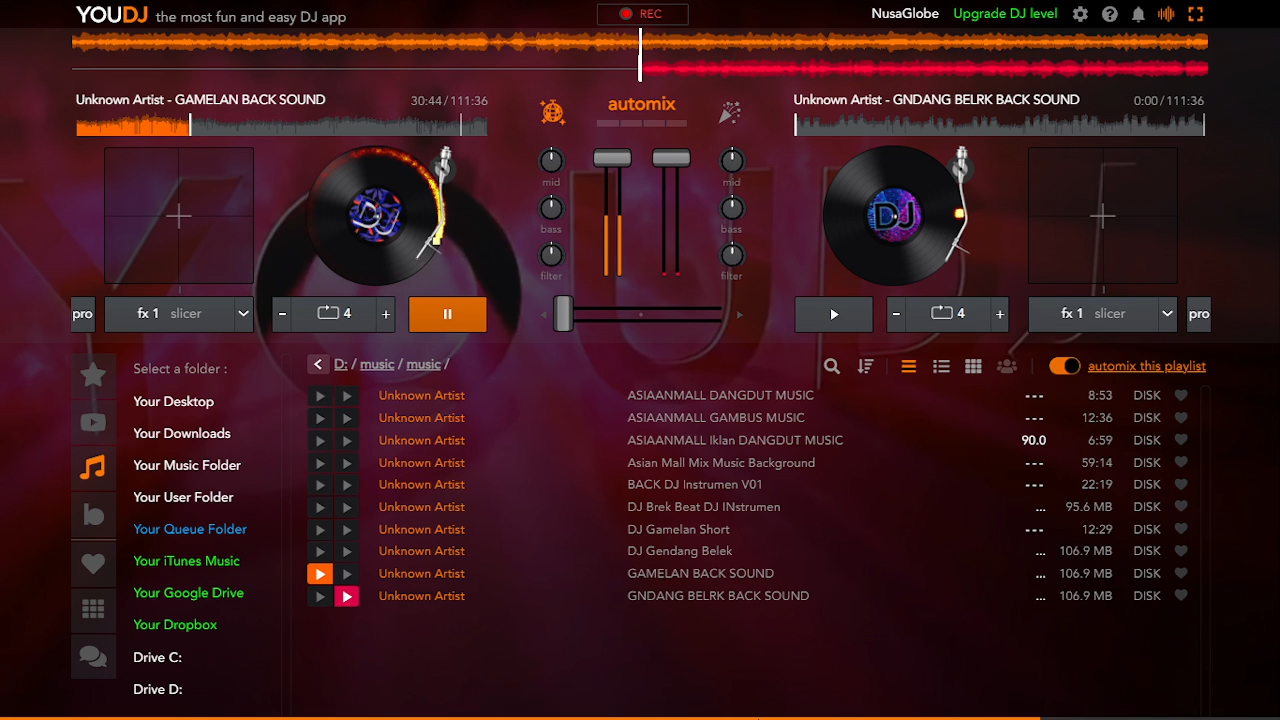 YOUDJ the most fun and easy DJ app
REC
NusaGlobe Upgrade DJ level
Unknown Artist - GAMELAN BACK SOUND 30:44 / 111:36
automix
Unknown Artist - GNDANG BELRK BACK SOUND 0:00 / 111:36
mid mid
bass bass
filter filter
DJ DJ
pro fx 1 slicer - 4 +
- 4 + fx 1 slicer pro
Select a folder :
Your Desktop
Your Downloads
Your Music Folder
Your User Folder
Your Queue Folder
Your iTunes Music
Your Google Drive
Your Dropbox
Drive C:
Drive D:
D: / music / music /
automix this playlist
Unknown Artist ASIAANMALL DANGDUT MUSIC --- 8:53 DISK
Unknown Artist ASIAANMALL GAMBUS MUSIC --- 12:36 DISK
Unknown Artist ASIAANMALL Iklan DANGDUT MUSIC 90.0 6:59 DISK
Unknown Artist Asian Mall Mix Music Background --- 59:14 DISK
Unknown Artist BACK DJ Instrumen V01 --- 22:19 DISK
Unknown Artist DJ Brek Beat DJ INstrumen ... 95.6 MB DISK
Unknown Artist DJ Gamelan Short --- 12:29 DISK
Unknown Artist DJ Gendang Belek ... 106.9 MB DISK
Unknown Artist GAMELAN BACK SOUND ... 106.9 MB DISK
Unknown Artist GNDANG BELRK BACK SOUND ... 106.9 MB DISK